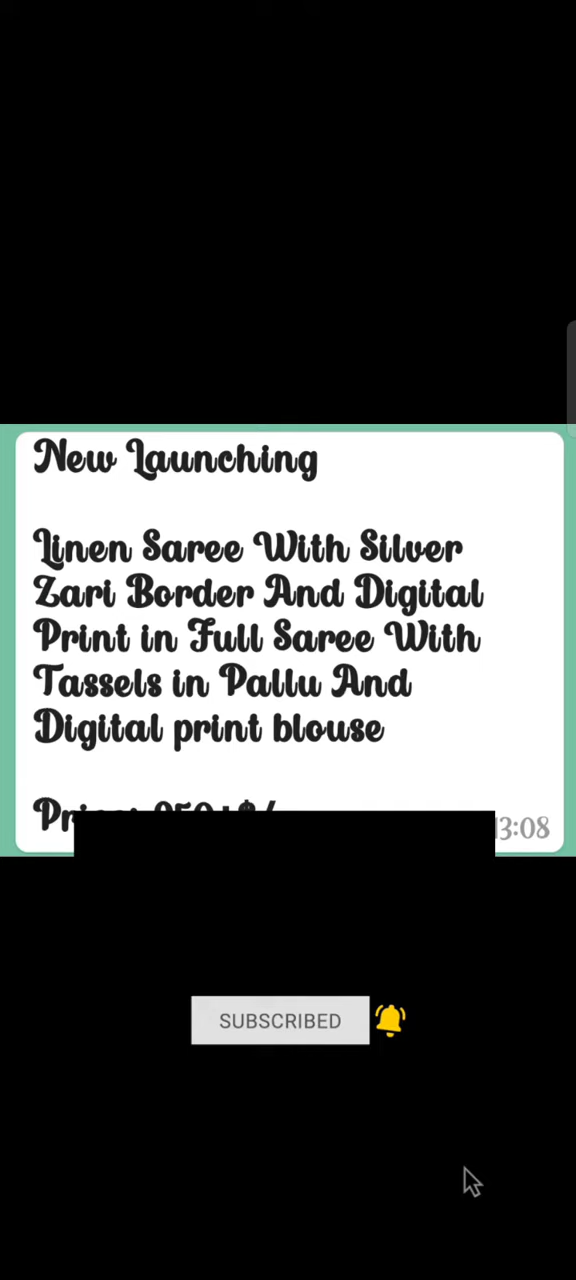 New Launching
Linen Saree With Silver
Zari Border And Digital
Print in Full Saree With
Tassels in Pallu And
Digital print blouse
13:08
SUBSCRIBED